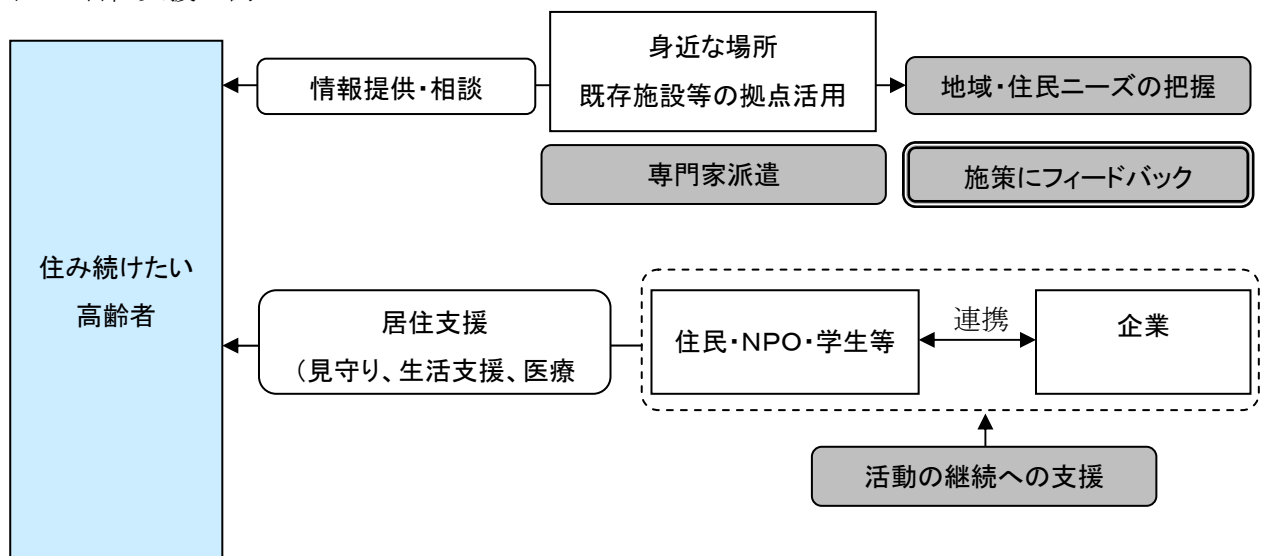 身近な場所
既存施設等の拠点活用
情報提供・相談
地域・住民ニーズの把握
専門家派遣
施策にフィードバック
住み続けたい
高齢者
居住支援
（見守り、生活支援、医療
住民・ＮＰＯ・学生等
連携
企業
活動の継続への支援